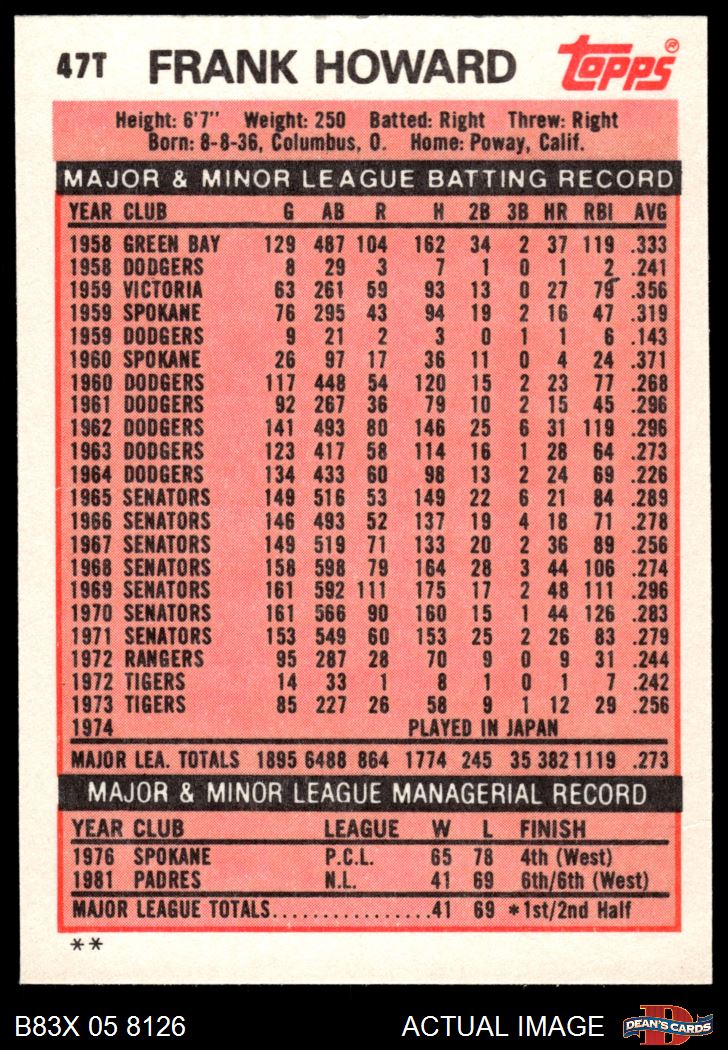 47T FRANK HOWARD topps®
Height: 6'7" Weight: 250 Batted: Right Threw: Right
Born: 8-8-36, Columbus, O. Home: Poway, Calif.
MAJOR & MINOR LEAGUE BATTING RECORD
YEAR CLUB G AB R H 2B 3B HR RBI AVG
1958 GREEN BAY 129 487 104 162 34 2 37 119 .333
1958 DODGERS 8 29 3 7 1 0 1 2 .241
1959 VICTORIA 63 261 59 93 13 0 27 79 .356
1959 SPOKANE 76 295 43 94 19 2 16 47 .319
1959 DODGERS 9 21 2 3 0 1 1 6 .143
1960 SPOKANE 26 97 17 36 11 0 4 24 .371
1960 DODGERS 117 448 54 120 15 2 23 77 .268
1961 DODGERS 92 267 36 79 10 2 15 45 .296
1962 DODGERS 141 493 80 146 25 6 31 119 .296
1963 DODGERS 123 417 58 114 16 1 28 64 .273
1964 DODGERS 134 433 60 98 13 2 24 69 .226
1965 SENATORS 149 516 53 149 22 6 21 84 .289
1966 SENATORS 146 493 52 137 19 4 18 71 .278
1967 SENATORS 149 519 71 133 20 2 36 89 .256
1968 SENATORS 158 598 79 164 28 3 44 106 .274
1969 SENATORS 161 592 111 175 17 2 48 111 .296
1970 SENATORS 161 566 90 160 15 1 44 126 .283
1971 SENATORS 153 549 60 153 25 2 26 83 .279
1972 RANGERS 95 287 28 70 9 0 9 31 .244
1972 TIGERS 14 33 1 8 1 0 1 7 .242
1973 TIGERS 85 227 26 58 9 1 12 29 .256
1974 PLAYED IN JAPAN
MAJOR LEA. TOTALS 1895 6488 864 1774 245 35 382 1119 .273
MAJOR & MINOR LEAGUE MANAGERIAL RECORD
YEAR CLUB LEAGUE W L FINISH
1976 SPOKANE P.C.L. 65 78 4th (West)
1981 PADRES N.L. 41 69 6th/6th (West)
MAJOR LEAGUE TOTALS................41 69 *1st/2nd Half
**
B83X 05 8126 ACTUAL IMAGE D DEAN'S CARDS